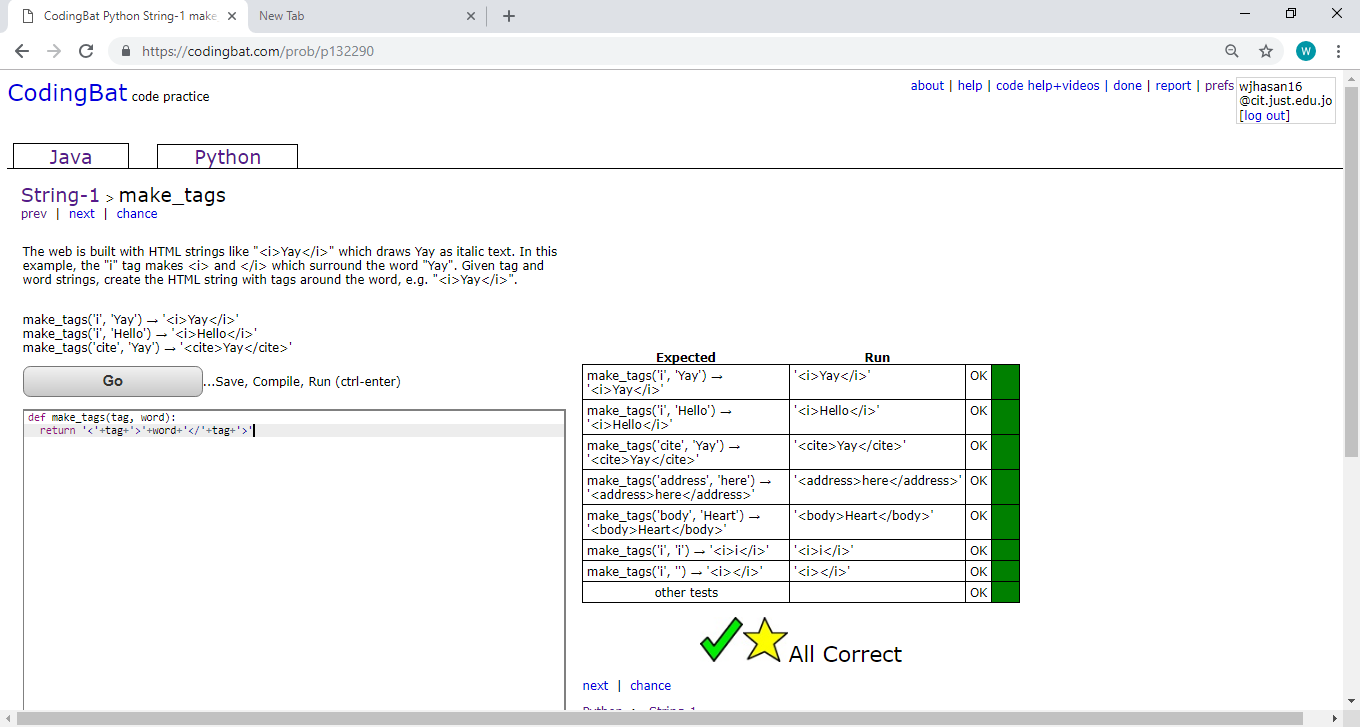 CodingBat Python String-1 make
New Tab
https://codingbat.com/prob/p132290
W
CodingBat code practice
about | help | code help+videos | done | report | prefs
wjhasan16
@cit.just.edu.jo
[log out]
Java
Python
String-1 > make_tags
prev | next | chance
The web is built with HTML strings like "<i>Yay</i>" which draws Yay as italic text. In this
example, the "i" tag makes <i> and </i> which surround the word "Yay". Given tag and
word strings, create the HTML string with tags around the word, e.g. "<i>Yay</i>".
make_tags('i', 'Yay') → '<i>Yay</i>'
make_tags('i', 'Hello') → '<i>Hello</i>'
make_tags('cite', 'Yay') → '<cite>Yay</cite>'
Go
...Save, Compile, Run (ctrl-enter)
def make_tags(tag, word):
return '<'+tag+'>'+word+'</'+tag+'>'
Expected Run
make_tags('i', 'Yay') → '<i>Yay</i>' OK
'<i>Yay</i>'
make_tags('i', 'Hello') → '<i>Hello</i>' OK
'<i>Hello</i>'
make_tags('cite', 'Yay') → '<cite>Yay</cite>' OK
'<cite>Yay</cite>'
make_tags('address', 'here') → '<address>here</address>' OK
'<address>here</address>'
make_tags('body', 'Heart') → '<body>Heart</body>' OK
'<body>Heart</body>'
make_tags('i', 'i') → '<i>i</i>' '<i>i</i>' OK
make_tags('i', '') → '<i></i>' '<i></i>' OK
other tests OK
All Correct
next | chance
Python > String-1